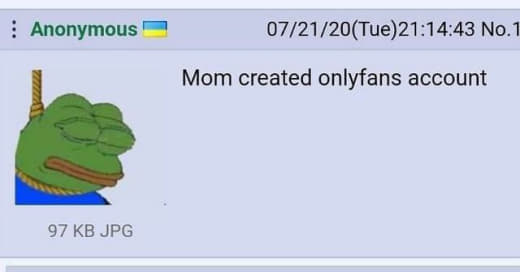 Anonymous 07/21/20(Tue)21:14:43 No.1
Mom created onlyfans account
97 KB JPG